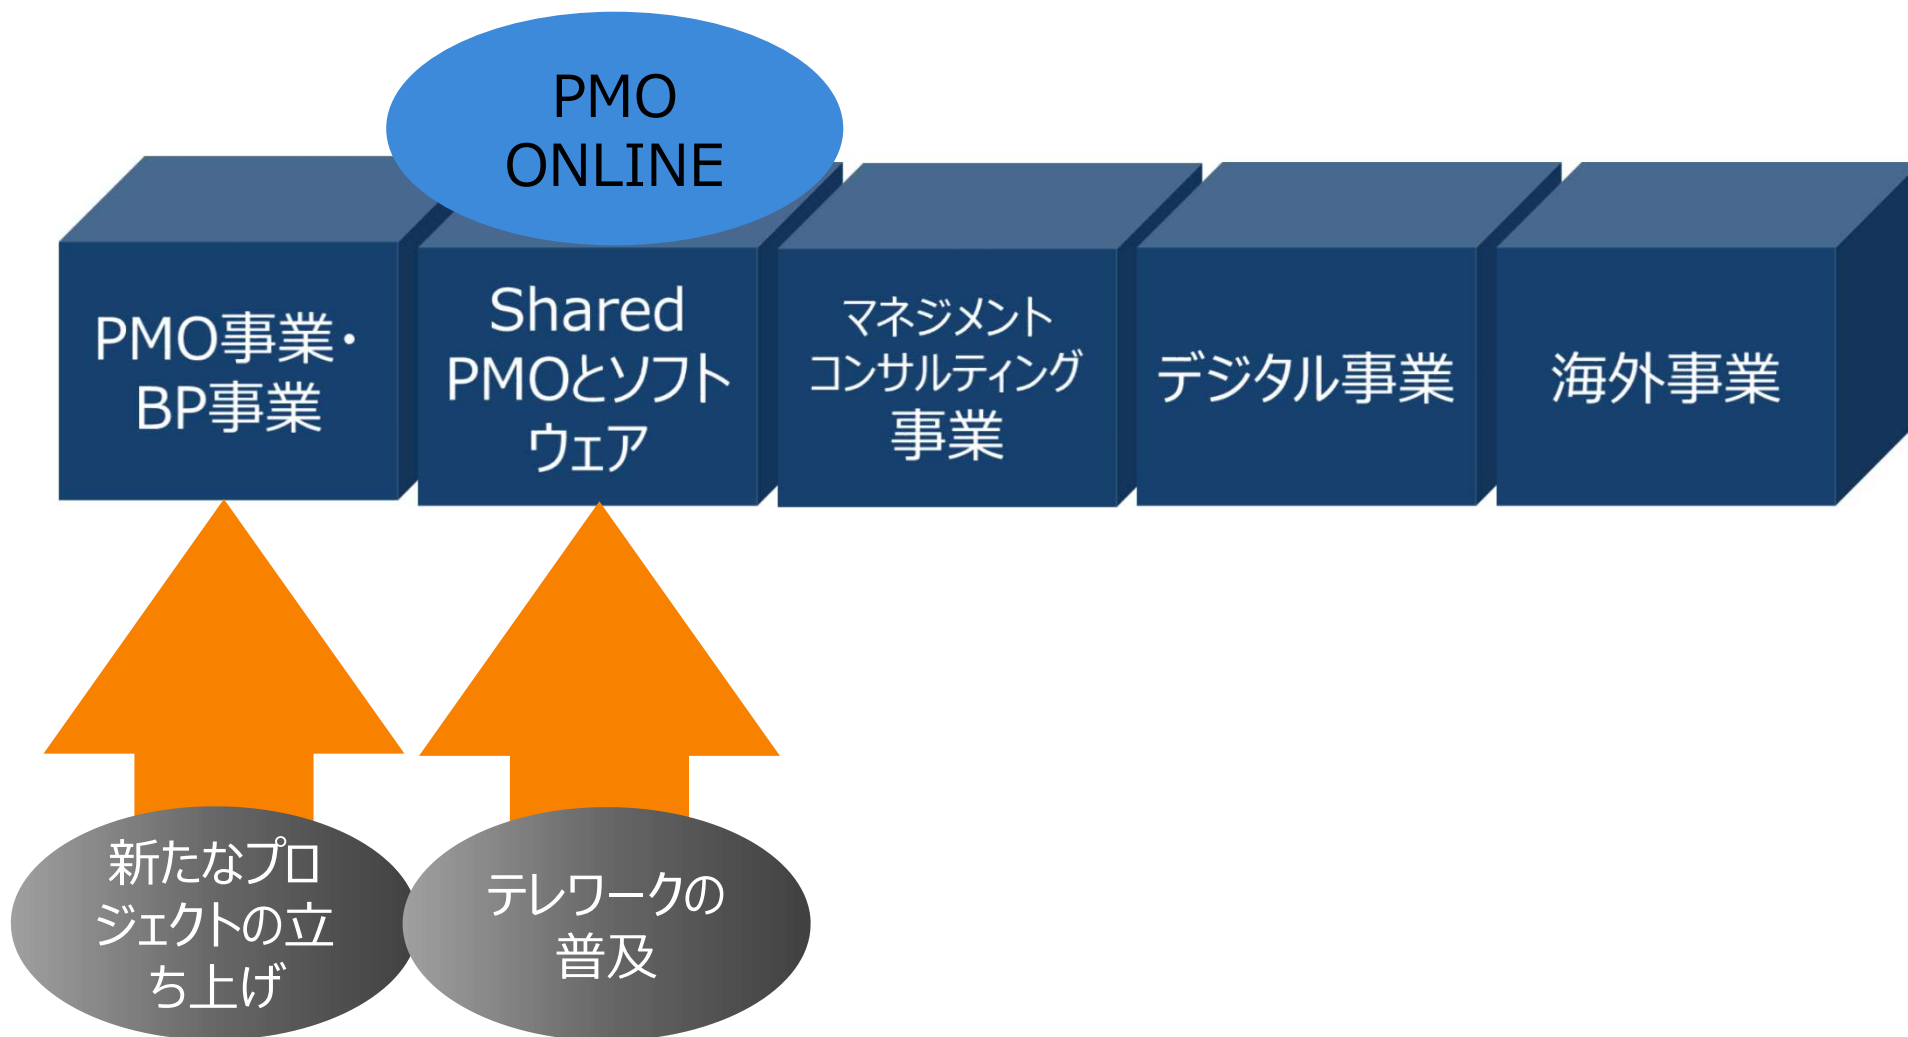 PMO
ONLINE
PMO事業・
BP事業
Shared
PMOとソフト
ウェア
マネジメント
コンサルティング
事業
デジタル事業
海外事業
新たなプロ
ジェクトの立
ち上げ
テレワークの
普及